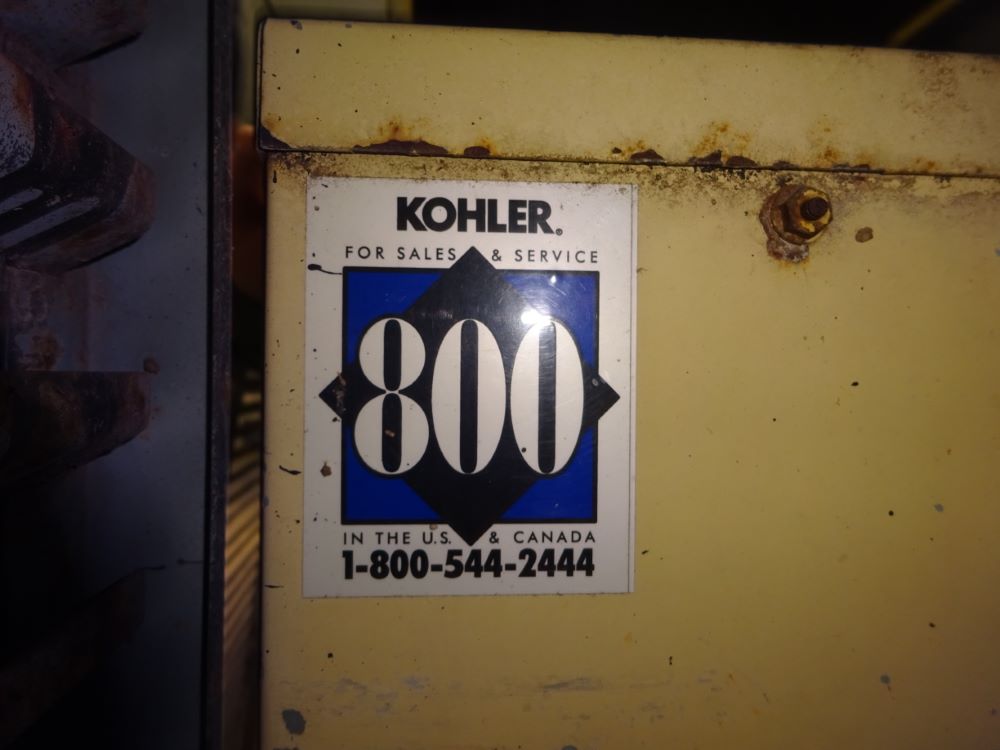 KOHLER®
FOR SALES & SERVICE
800
IN THE U.S. & CANADA
1-800-544-2444